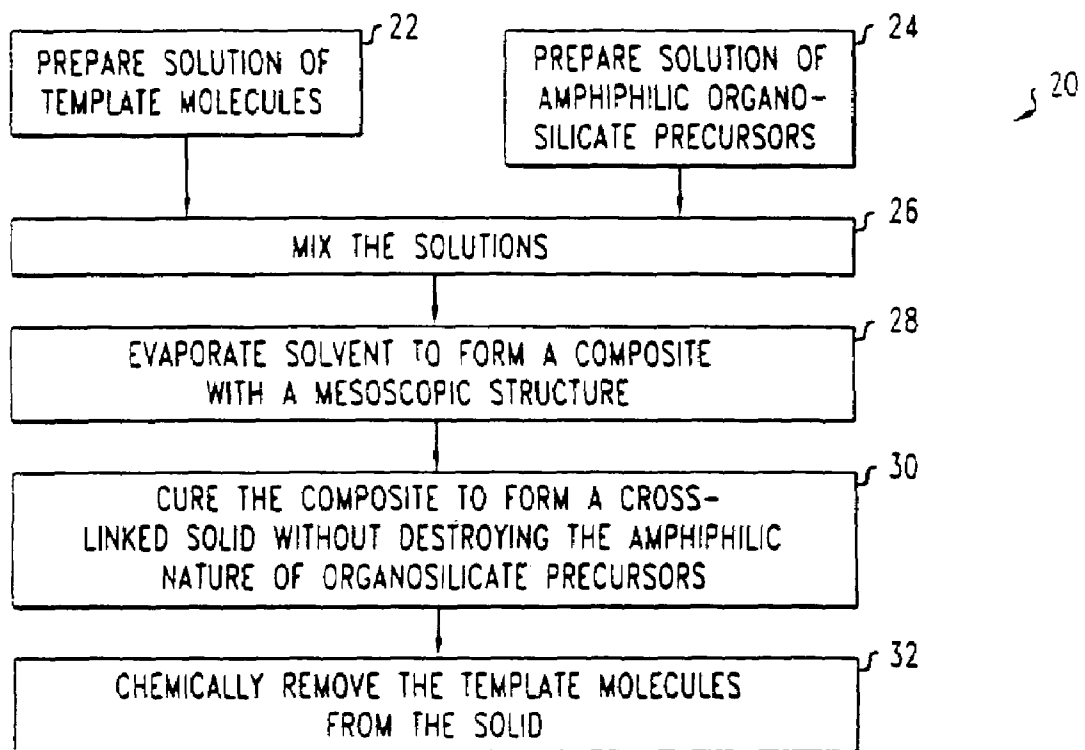 22
PREPARE SOLUTION OF
TEMPLATE MOLECULES
24
PREPARE SOLUTION OF
AMPHIPHILIC ORGANO-
SILICATE PRECURSORS
20
26
MIX THE SOLUTIONS
28
EVAPORATE SOLVENT TO FORM A COMPOSITE
WITH A MESOSCOPIC STRUCTURE
30
CURE THE COMPOSITE TO FORM A CROSS-
LINKED SOLID WITHOUT DESTROYING THE AMPHIPHILIC
NATURE OF ORGANOSILICATE PRECURSORS
32
CHEMICALLY REMOVE THE TEMPLATE MOLECULES
FROM THE SOLID